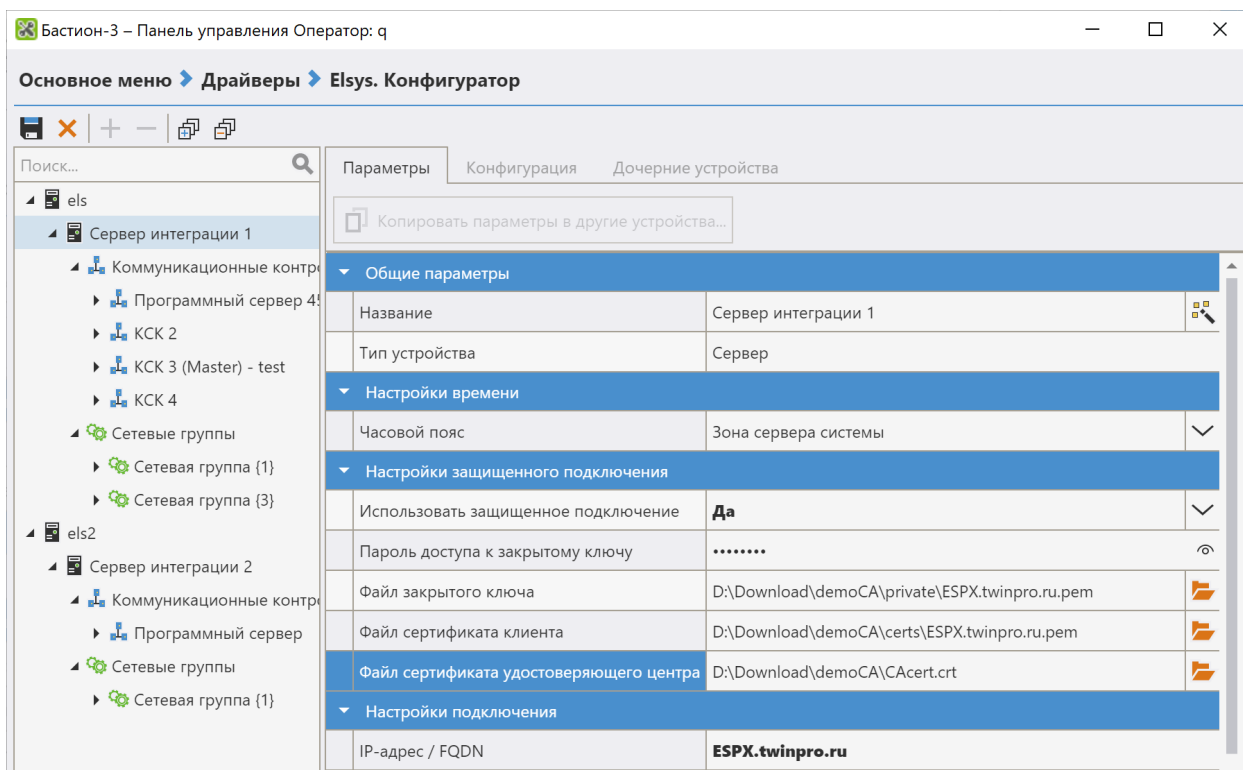 Бастион-3 – Панель управления Оператор: q
Основное меню Драйверы Elsys. Конфигуратор
Поиск...
els
Сервер интеграции 1
Коммуникационные контр
Программный сервер 45
КСК 2
КСК 3 (Master) - test
КСК 4
Сетевые группы
Сетевая группа {1}
Сетевая группа {3}
els2
Сервер интеграции 2
Коммуникационные контр
Программный сервер
Сетевые группы
Сетевая группа {1}
Параметры Конфигурация Дочерние устройства
Копировать параметры в другие устройства...
Общие параметры
Название Сервер интеграции 1
Тип устройства Сервер
Настройки времени
Часовой пояс Зона сервера системы
Настройки защищенного подключения
Использовать защищенное подключение Да
Пароль доступа к закрытому ключу ••••••••
Файл закрытого ключа D:\Download\demoCA\private\ESPX.twinpro.ru.pem
Файл сертификата клиента D:\Download\demoCA\certs\ESPX.twinpro.ru.pem
Файл сертификата удостоверяющего центра D:\Download\demoCA\CAcert.crt
Настройки подключения
IP-адрес / FQDN ESPX.twinpro.ru